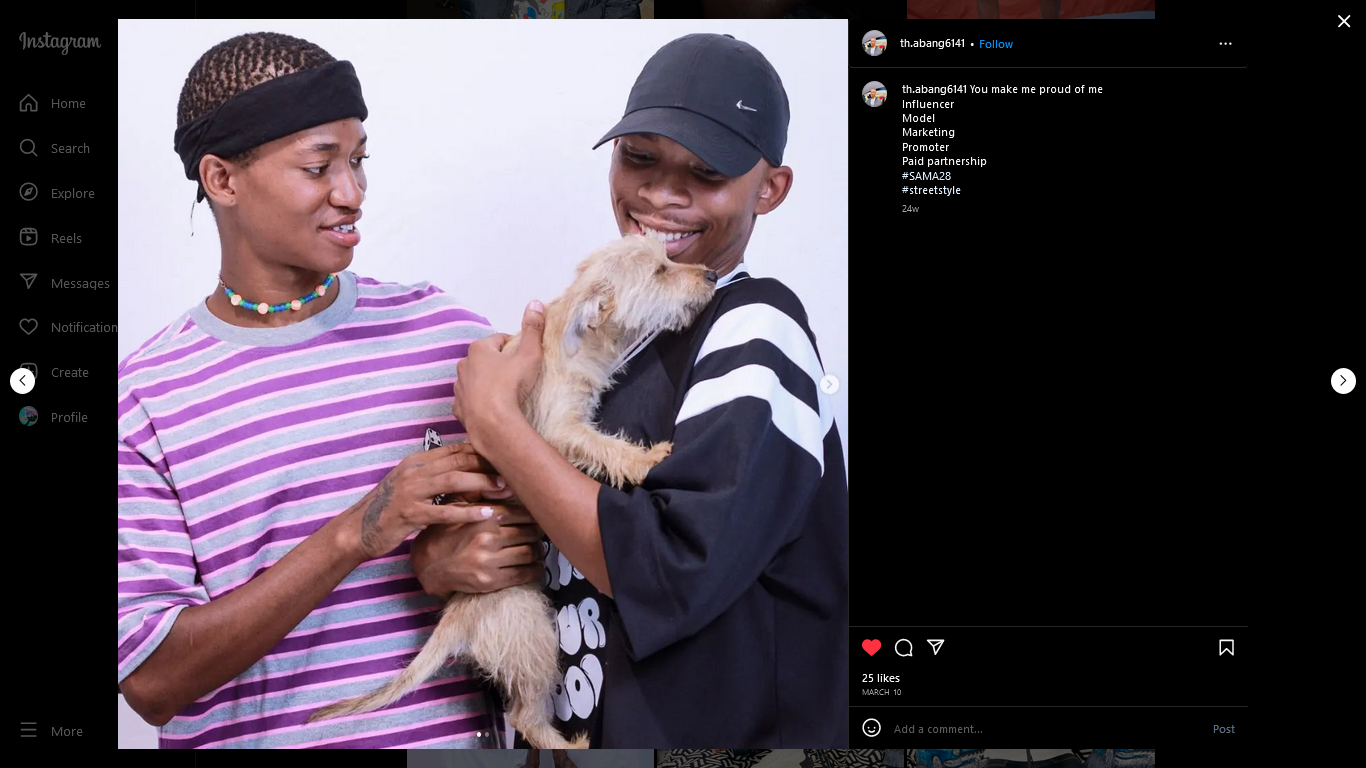 Instagram
Home
Search
Explore
Reels
Messages
Notification
Create
Profile
More
th.abang6141 • Follow
th.abang6141 You make me proud of me
Influencer
Model
Marketing
Promoter
Paid partnership
#SAMA28
#streetstyle
24w
25 likes
MARCH 10
Add a comment...
Post